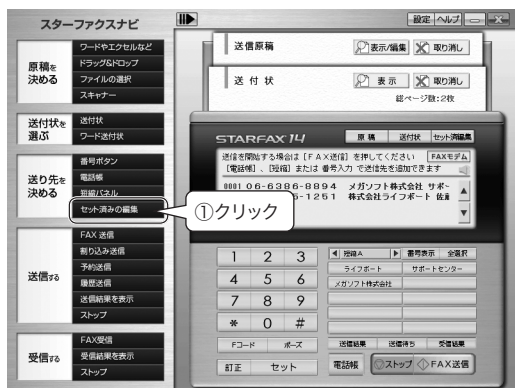 スターファクスナビ
設定 ヘルプ
原稿を決める
ワードやエクセルなど
ドラッグ&ドロップ
ファイルの選択
スキャナー
送付状を選ぶ
送付状
ワード送付状
送り先を決める
番号ボタン
電話帳
短縮パネル
セット済みの編集
送信する
FAX 送信
割り込み送信
予約送信
履歴送信
送信結果を表示
ストップ
受信する
FAX受信
受信結果を表示
ストップ
送信原稿 表示/編集 取り消し
送付状 表示 取り消し
総ページ数:2枚
STARFAX 14 原稿 送付状 セット済編集
送信を開始する場合は [FAX送信] を押してください FAXモデム
[電話帳]、[短縮] または 番号入力 で送信先を追加できます
0001 06-6386-8894 メガソフト株式会社 サポ
5-1251 株式会社ライフボート 佐
①クリック
1 2 3
4 5 6
7 8 9
* 0 #
Fコード ポーズ
訂正 セット
短縮A 番号表示 全選択
ライフボート サポートセンター
メガソフト株式会社
送信結果 送信待ち 受信結果
電話帳 ストップ FAX送信